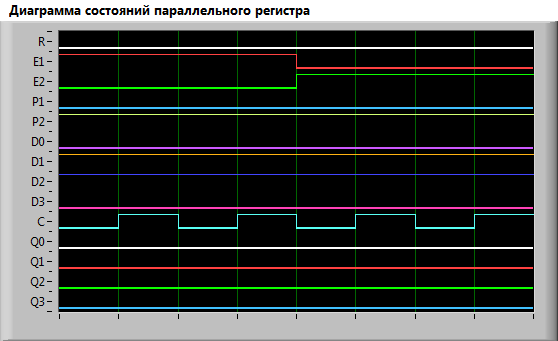 Диаграмма состояний параллельного регистра
R
E1
E2
P1
P2
D0
D1
D2
D3
C
Q0
Q1
Q2
Q3